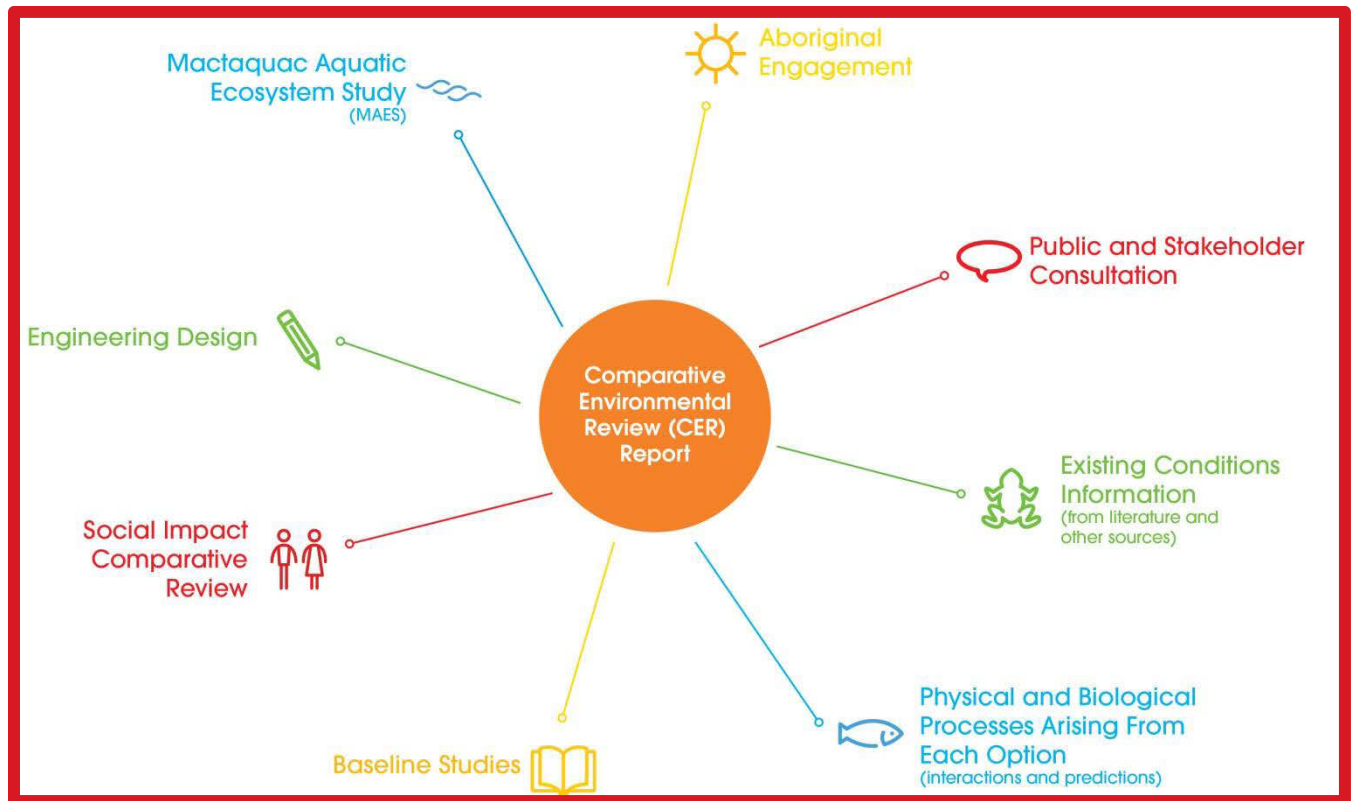 Mactaquac Aquatic
Ecosystem Study
(MAES)
Aboriginal
Engagement
Public and Stakeholder
Consultation
Engineering Design
Comparative
Environmental
Review (CER)
Report
Existing Conditions
Information
(from literature and
other sources)
Social Impact
Comparative
Review
Physical and Biological
Processes Arising From
Each Option
(interactions and predictions)
Baseline Studies